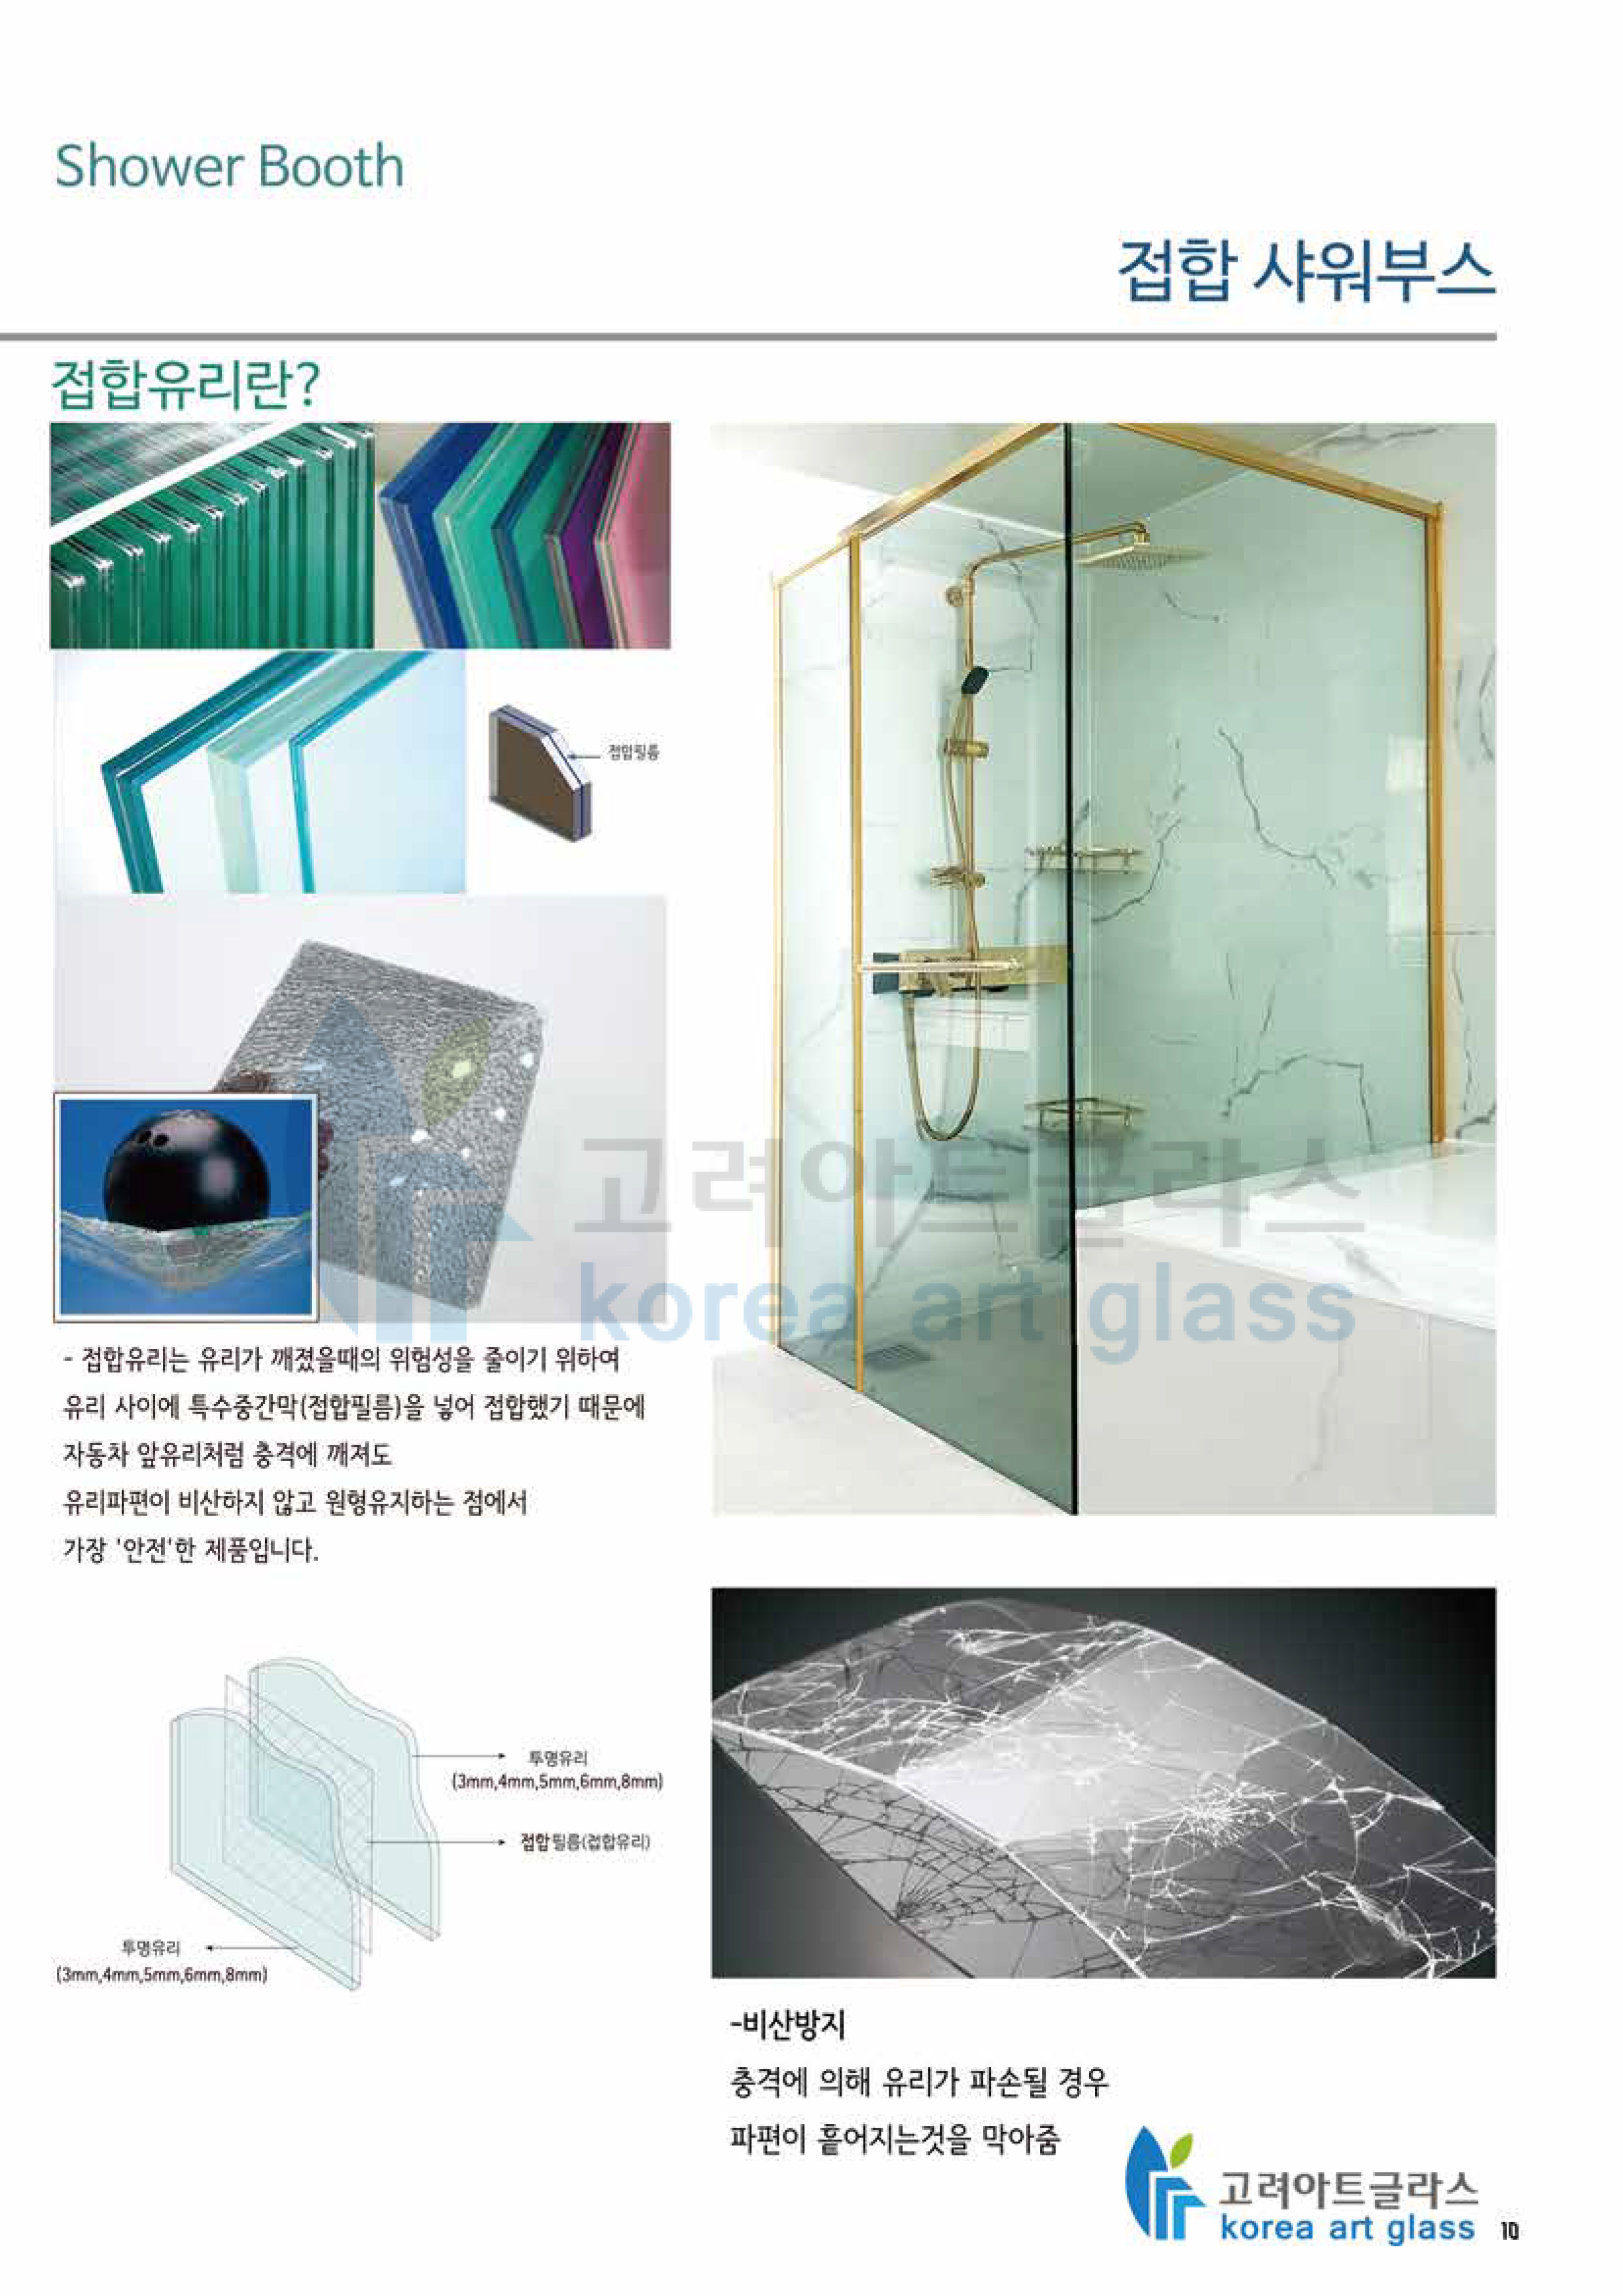 Shower Booth
접합 샤워부스
접합유리란?
접합필름
고려아트글라스
korea art glass
- 접합유리는 유리가 깨졌을때의 위험성을 줄이기 위하여
유리 사이에 특수중간막(접합필름)을 넣어 접합했기 때문에
자동차 앞유리처럼 충격에 깨져도
유리파편이 비산하지 않고 원형유지하는 점에서
가장 '안전'한 제품입니다.
투명유리
(3mm,4mm,5mm,6mm,8mm)
접합필름(접합유리)
투명유리
(3mm,4mm,5mm,6mm,8mm)
-비산방지
충격에 의해 유리가 파손될 경우
파편이 흩어지는것을 막아줌
고려아트글라스
korea art glass
10